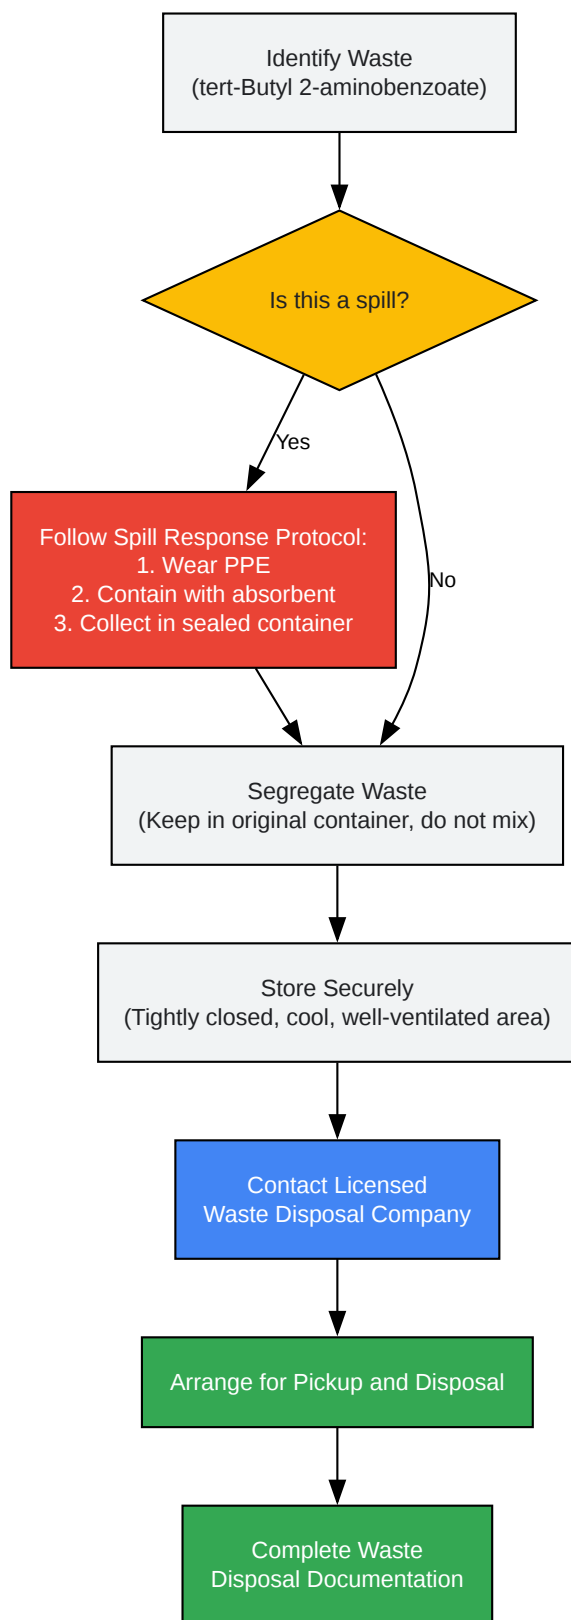 Identify Waste
(tert-Butyl 2-aminobenzoate)
Is this a spill?
Yes
No
Follow Spill Response Protocol:
1. Wear PPE
2. Contain with absorbent
3. Collect in sealed container
Segregate Waste
(Keep in original container, do not mix)
Store Securely
(Tightly closed, cool, well-ventilated area)
Contact Licensed
Waste Disposal Company
Arrange for Pickup and Disposal
Complete Waste
Disposal Documentation